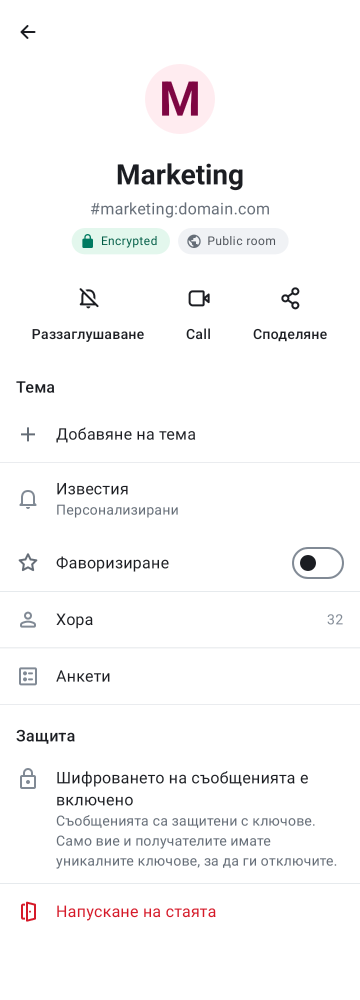 M
Marketing
#marketing:domain.com
Encrypted
Public room
Раззаглушаване
Call
Споделяне
Тема
Добавяне на тема
Известия
Персонализирани
Фаворизиране
Хора
32
Анкети
Защита
Шифроването на съобщенията е
включено
Съобщенията са защитени с ключове.
Само вие и получателите имате
уникалните ключове, за да ги отключите.
Напускане на стаята